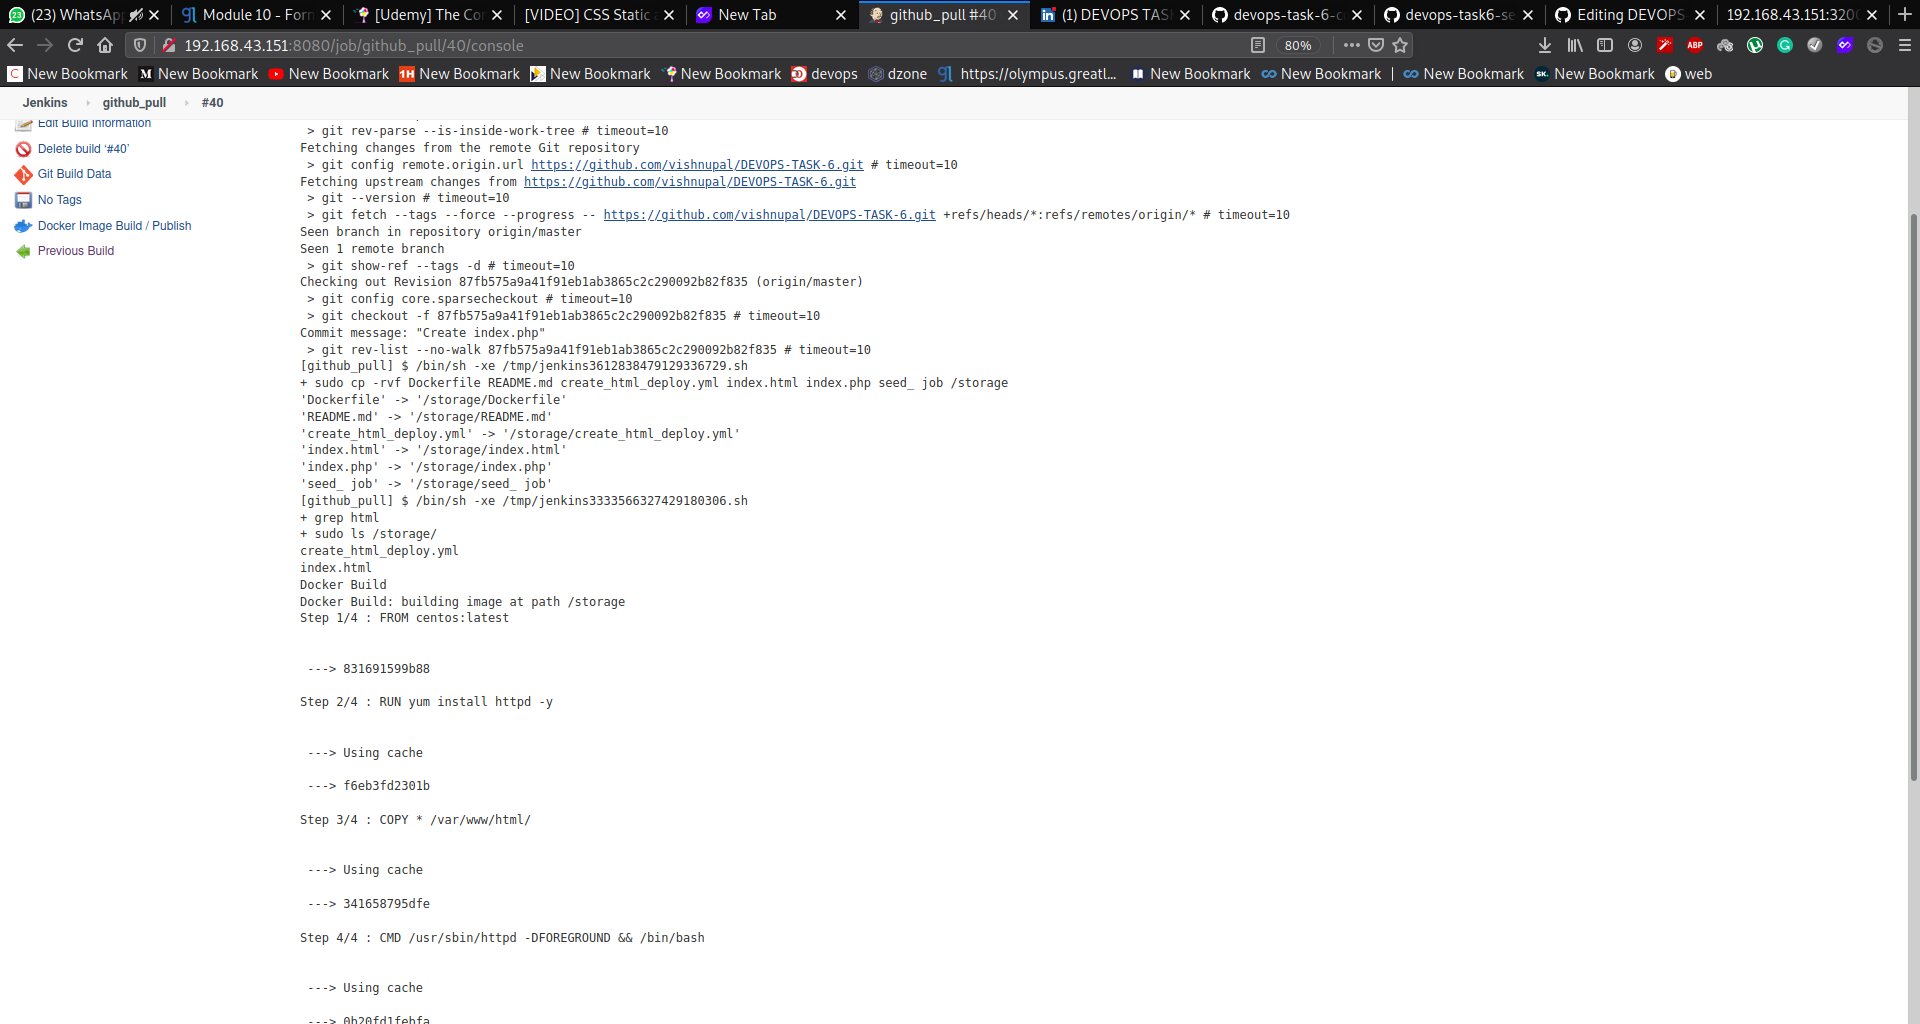 (23) WhatsApp
Module 10 - Forn
[Udemy] The Co
[VIDEO] CSS Static
New Tab
github_pull #40
(1) DEVOPS TAS
devops-task-6-c
devops-task6-se
Editing DEVOPS
192.168.43.151:320
192.168.43.151:8080/job/github_pull/40/console
80%
ABP
New Bookmark
M New Bookmark
New Bookmark
1H New Bookmark
New Bookmark
New Bookmark
devops
dzone
https://olympus.greatl...
New Bookmark
New Bookmark
New Bookmark
SK. New Bookmark
web
Jenkins
github_pull
#40
Edit Build Information
Delete build ‘#40’
Git Build Data
No Tags
Docker Image Build / Publish
Previous Build
> git rev-parse --is-inside-work-tree # timeout=10
Fetching changes from the remote Git repository
> git config remote.origin.url https://github.com/vishnupal/DEVOPS-TASK-6.git # timeout=10
Fetching upstream changes from https://github.com/vishnupal/DEVOPS-TASK-6.git
> git --version # timeout=10
> git fetch --tags --force --progress -- https://github.com/vishnupal/DEVOPS-TASK-6.git +refs/heads/*:refs/remotes/origin/* # timeout=10
Seen branch in repository origin/master
Seen 1 remote branch
> git show-ref --tags -d # timeout=10
Checking out Revision 87fb575a9a41f91eb1ab3865c2c290092b82f835 (origin/master)
> git config core.sparsecheckout # timeout=10
> git checkout -f 87fb575a9a41f91eb1ab3865c2c290092b82f835 # timeout=10
Commit message: "Create index.php"
> git rev-list --no-walk 87fb575a9a41f91eb1ab3865c2c290092b82f835 # timeout=10
[github_pull] $ /bin/sh -xe /tmp/jenkins3612838479129336729.sh
+ sudo cp -rvf Dockerfile README.md create_html_deploy.yml index.html index.php seed_ job /storage
'Dockerfile' -> '/storage/Dockerfile'
'README.md' -> '/storage/README.md'
'create_html_deploy.yml' -> '/storage/create_html_deploy.yml'
'index.html' -> '/storage/index.html'
'index.php' -> '/storage/index.php'
'seed_ job' -> '/storage/seed_ job'
[github_pull] $ /bin/sh -xe /tmp/jenkins3333566327429180306.sh
+ grep html
+ sudo ls /storage/
create_html_deploy.yml
index.html
Docker Build
Docker Build: building image at path /storage
Step 1/4 : FROM centos:latest
---> 831691599b88
Step 2/4 : RUN yum install httpd -y
---> Using cache
---> f6eb3fd2301b
Step 3/4 : COPY * /var/www/html/
---> Using cache
---> 341658795dfe
Step 4/4 : CMD /usr/sbin/httpd -DFOREGROUND && /bin/bash
---> Using cache
---> 0b20fd1febfa